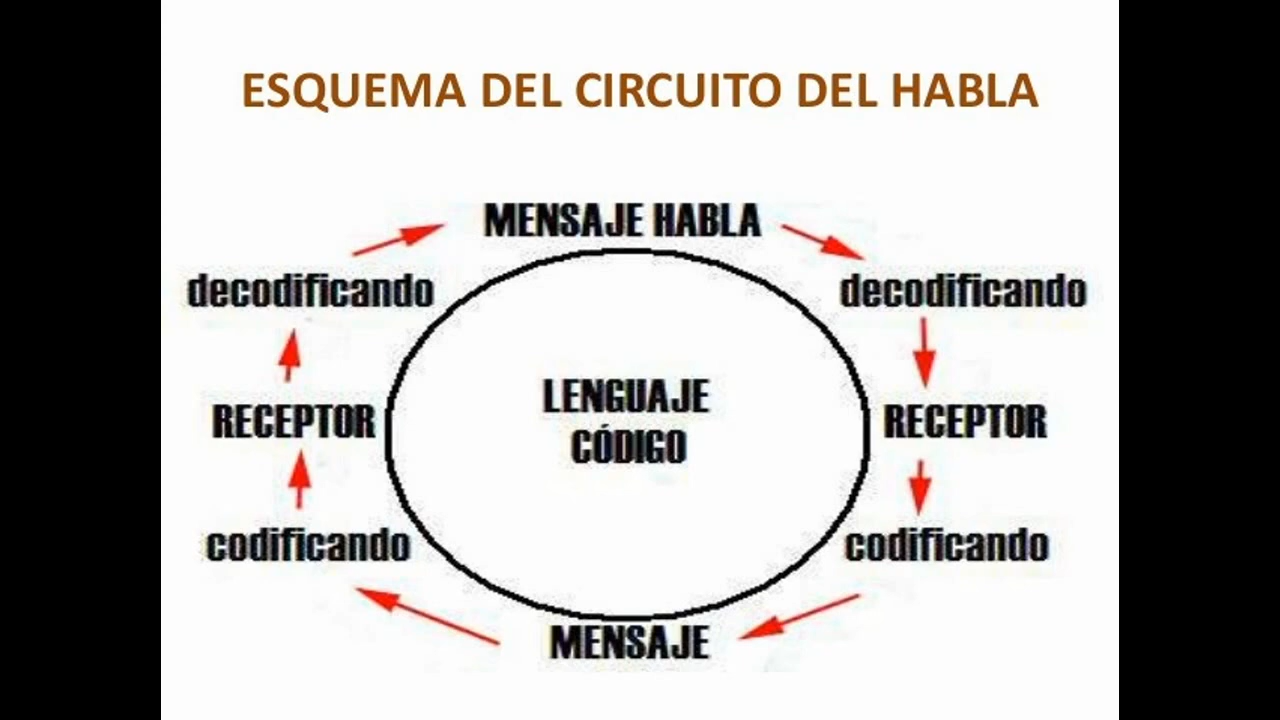 ESQUEMA DEL CIRCUITO DEL HABLA
MENSAJE HABLA
decodificando
decodificando
LENGUAJE
CÓDIGO
RECEPTOR
RECEPTOR
codificando
codificando
MENSAJE